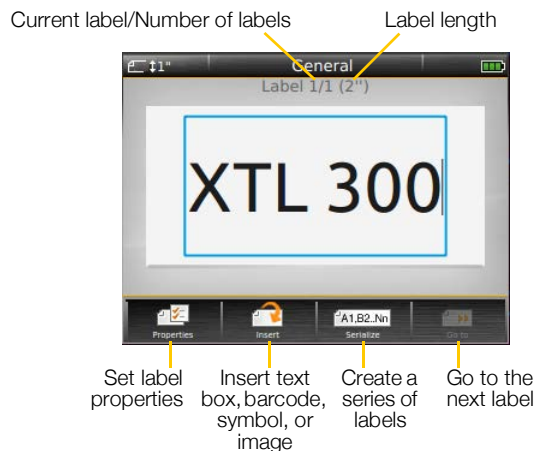 Current label/Number of labels Label length
↕1" General
Label 1/1 (2")
XTL 300
A1,B2..Nn
Properties Insert Serialize Go to
Set label Insert text Create a Go to the
properties box, barcode, series of next label
symbol, or labels
image